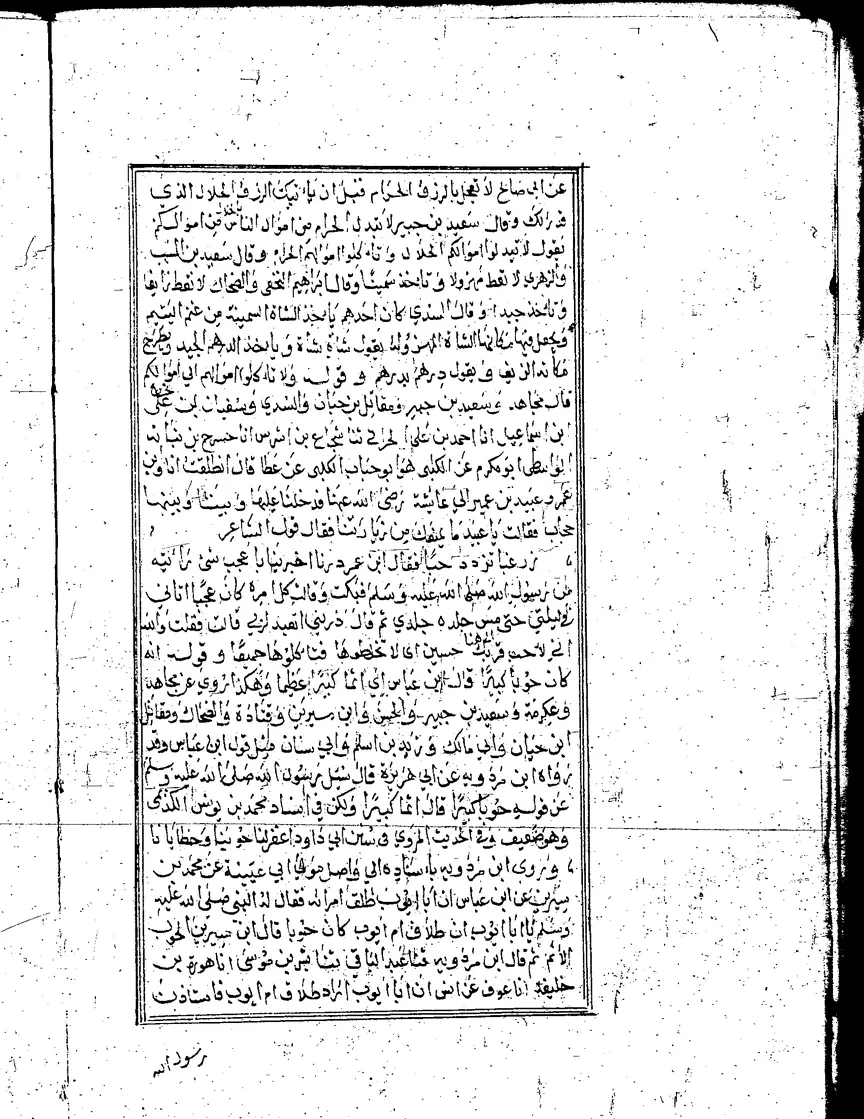 عن ابي صالح لا تعجل بالرزق الحرام قبل ان ياتيك الرزق الحلال الذي
قدر لك وقال سعيد بن جبير لا تبدل الحرام من اموال الناس بالحلال من اموالكم
يقول لا تبدلوا اموالكم الحلال وتاكلوا اموالهم الحرام وقال سعيد بن المسيب
والزهري لا تعط مهزولا وتاخذ سمينا وقال ابراهيم النخعي والضحاك لا تعط زايفا
وتاخذ جيدا وقال السدي كان احدهم ياخذ الشاة السمينة من غنم اليتيم
ويجعل فيها مكانها الشاة المهزولة يقول شاة بشاة وياخذ الدرهم الجيد ويطرح
مكانه الزيف ويقول درهم بدرهم وقوله ولا تاكلوا اموالهم الى اموالكم
قال مجاهد وسعيد بن جبير ومقاتل بن حيان والسدي وسفيان بن
ابن اسماعيل انا احمد بن علي ثنا شجاع بن انا حشرج بن نباتة
الواسطي ابو مكرم عن الكلبي هو ابو جناب الكلبي عن عطا قال انطلقت انا وبن
عمر وعبيد بن عمير الى عايشة رضي الله عنها فدخلنا عليها وبيننا وبينها
حجاب فقالت يا عبيد ما يمنعك من زيارتنا فقال قول الشاعر
زر غبا تزدد حبا فقال ابن عمر اخبرينا باعجب شئ رائيته
من رسول الله صلى الله عليه وسلم فبكت وقالت كل امره كان عجبا اتاني
في ليلتي حتى مس جلده جلدي ثم قال ذريني اتعبد لربي قالت فقلت والله
اني لاحب قربك حسين اي لا تخلطوها فتاكلوها جميعا وقوله انه
كان حوبا كبيرا قال ابن عباس اي اثما كبيرا عظيما وهكذا روي عن مجاهد
وعكرمة وسعيد بن جبير والحسن وابن سيرين وقتادة والضحاك ومقاتل
ابن حيان وابي مالك وزيد بن اسلم وابي سنان مثل قول ابن عباس وقد
رواه ابن مردويه عن ابي هريرة قال سئل رسول الله صلى الله عليه وسلم
عن قوله حوبا كبيرا قال اثما كبيرا ولكن في اسناده محمد بن يونس الكديمي
وهو ضعيف وفي الحديث المروي في سنن ابي داود اغفر لنا حوبنا وخطايانا
وروى ابن مردويه باسناده الى واصل مولى ابي عيينة عن محمد بن
سيرين عن ابن عباس ان ابا ايوب طلق امراته فقال له النبي صلى الله عليه
وسلم يا ابا ايوب ان طلاق ام ايوب كان حوبا قال ابن سيرين الحوب
الاثم ثم قال ابن مردويه ثنا عبد الباقي ثنا بشر بن موسى انا هوذة بن
خليفة انا عوف عن انس ان ابا ايوب اراد طلاق ام ايوب فاستاذن
رسول الله